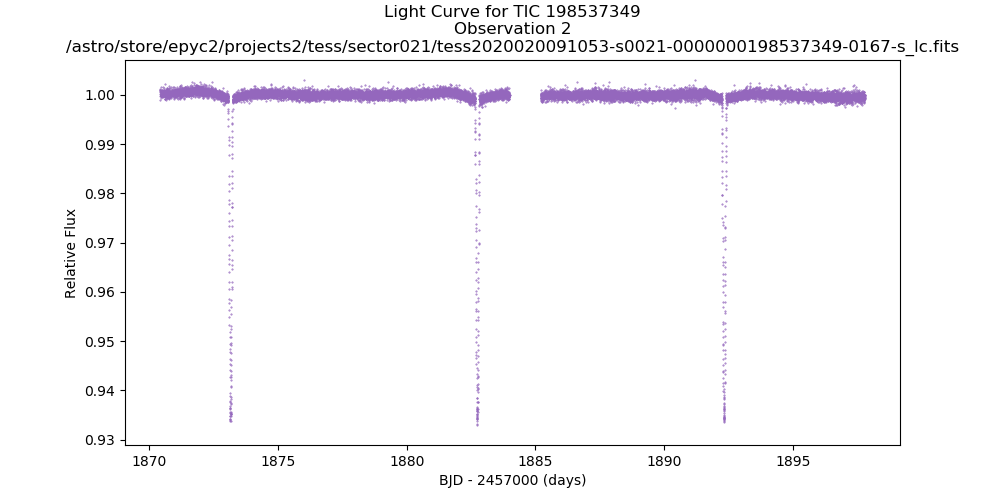 Light Curve for TIC 198537349
Observation 2
/astro/store/epyc2/projects2/tess/sector021/tess2020020091053-s0021-0000000198537349-0167-s_lc.fits
1.00
0.99
0.98
0.97
0.96
0.95
0.94
0.93
Relative Flux
1870
1875
1880
1885
1890
1895
BJD - 2457000 (days)